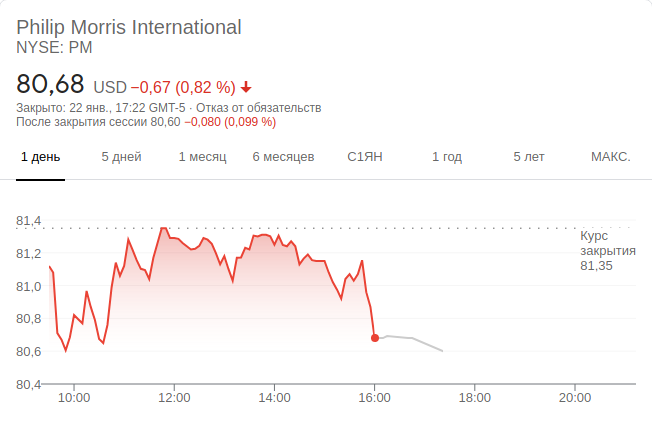 Philip Morris International
NYSE: PM
80,68 USD −0,67 (0,82 %)
Закрыто: 22 янв., 17:22 GMT-5 · Отказ от обязательств
После закрытия сессии 80,60 −0,080 (0,099 %)
1 день 5 дней 1 месяц 6 месяцев С1ЯН 1 год 5 лет МАКС.
81,4
Курс
закрытия
81,35
81,2
81,0
80,8
80,6
80,4
10:00 12:00 14:00 16:00 18:00 20:00